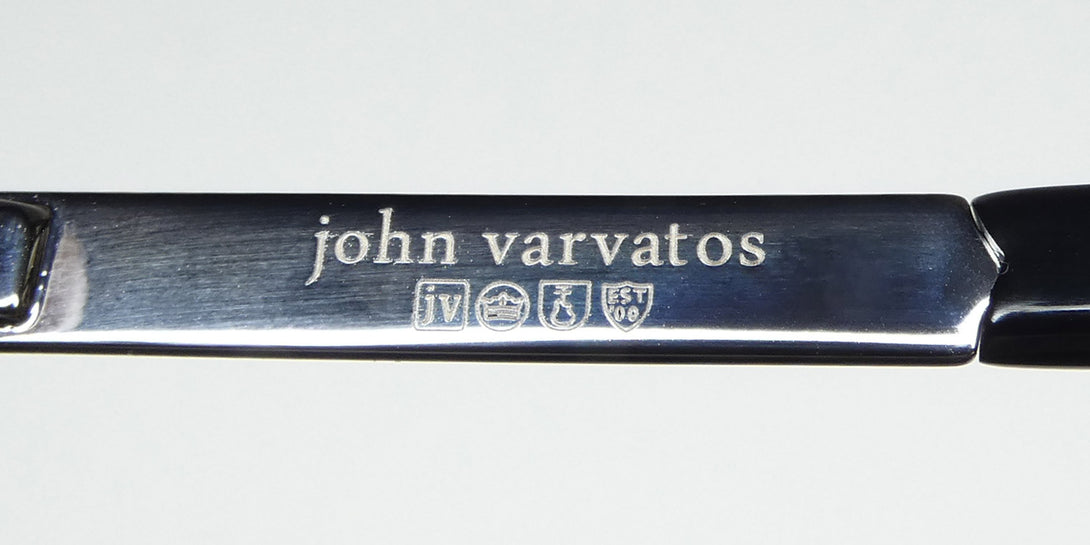 john varvatos
jv EST
'00